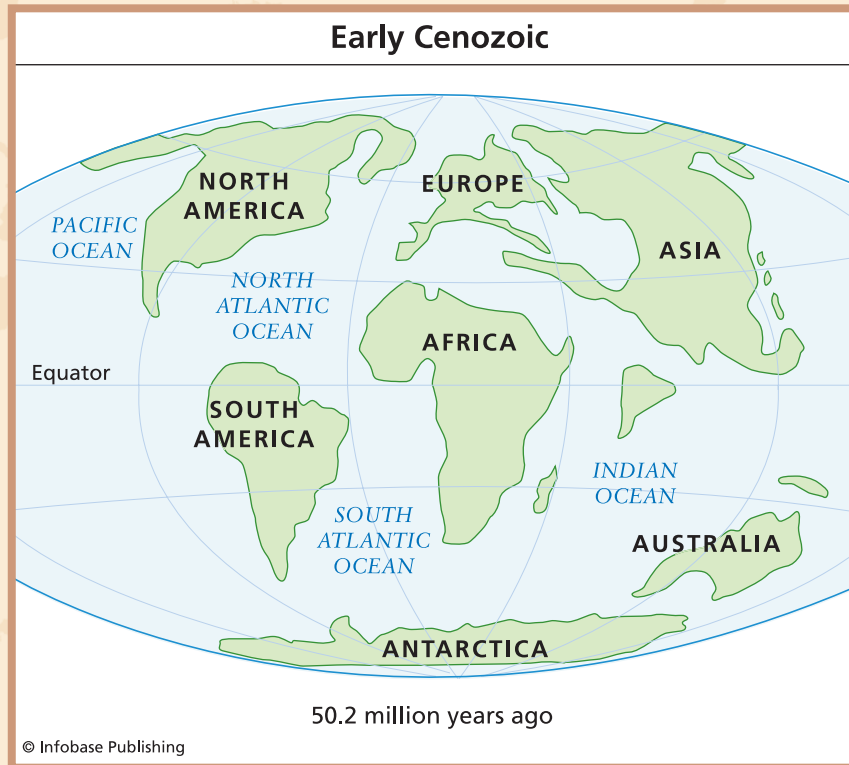 Early Cenozoic
NORTH
AMERICA
EUROPE
PACIFIC
OCEAN
ASIA
NORTH
ATLANTIC
OCEAN
AFRICA
Equator
SOUTH
AMERICA
INDIAN
OCEAN
SOUTH
ATLANTIC
OCEAN
AUSTRALIA
ANTARCTICA
50.2 million years ago
© Infobase Publishing